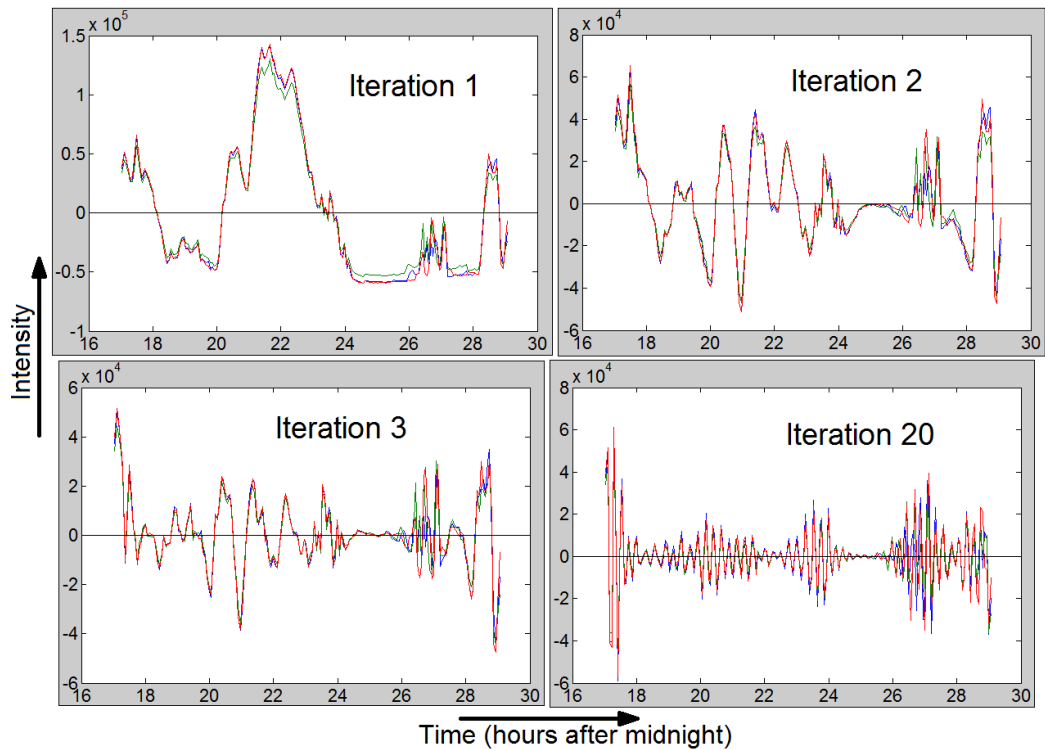 x 10^5
1.5
1
0.5
0
-0.5
-1
16 18 20 22 24 26 28 30
Iteration 1
x 10^4
8
6
4
2
0
-2
-4
-6
16 18 20 22 24 26 28 30
Iteration 2
x 10^4
6
4
2
0
-2
-4
-6
16 18 20 22 24 26 28 30
Iteration 3
x 10^4
8
6
4
2
0
-2
-4
-6
16 18 20 22 24 26 28 30
Iteration 20
Intensity
Time (hours after midnight)